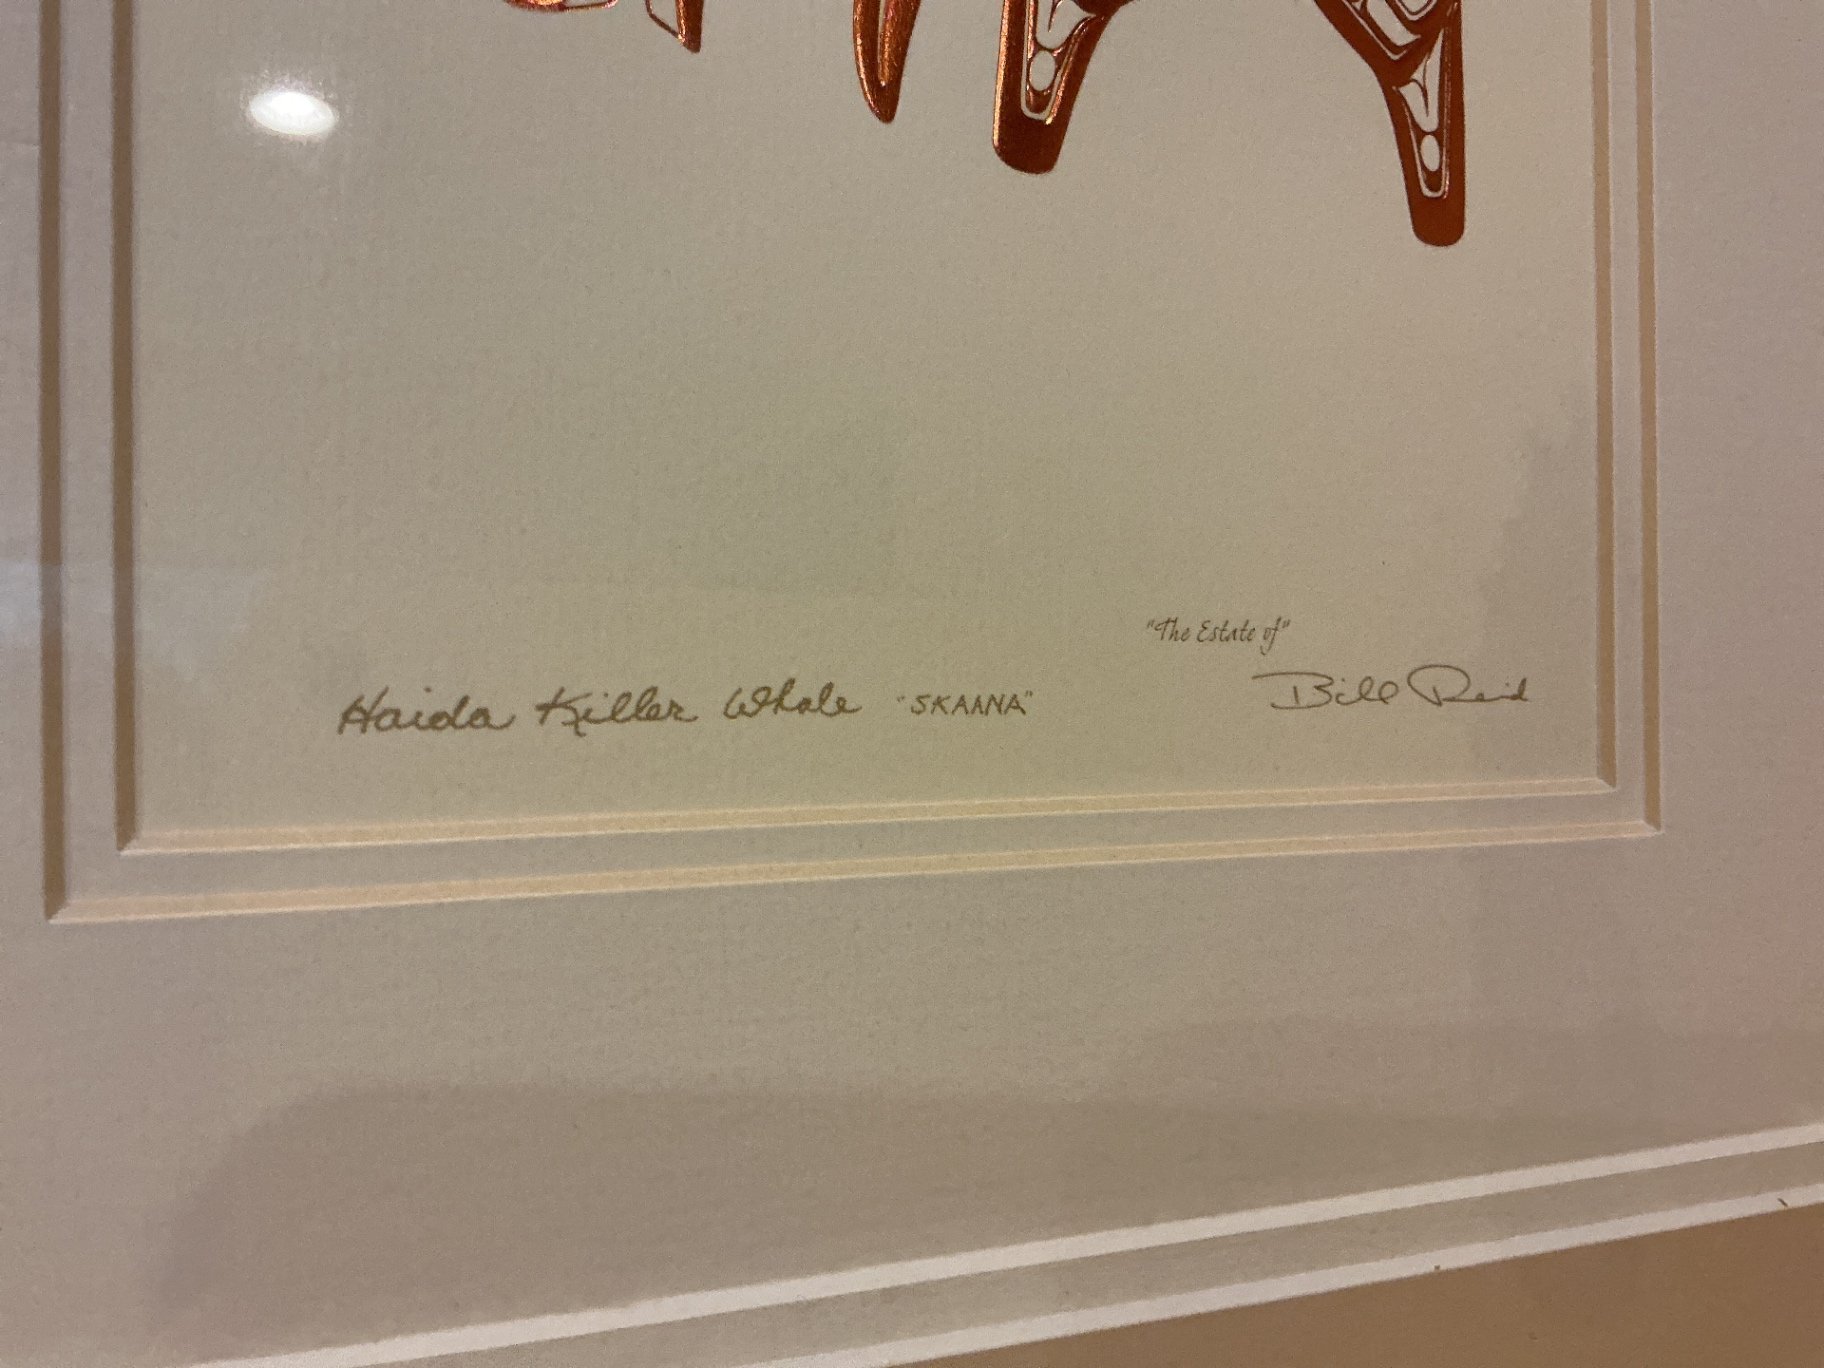 "The Estate of"
Haida Killer Whale "SKAANA" Bill Reid